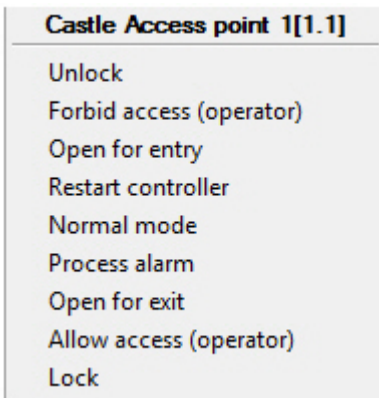 Castle Access point 1[1.1]
Unlock
Forbid access (operator)
Open for entry
Restart controller
Normal mode
Process alarm
Open for exit
Allow access (operator)
Lock